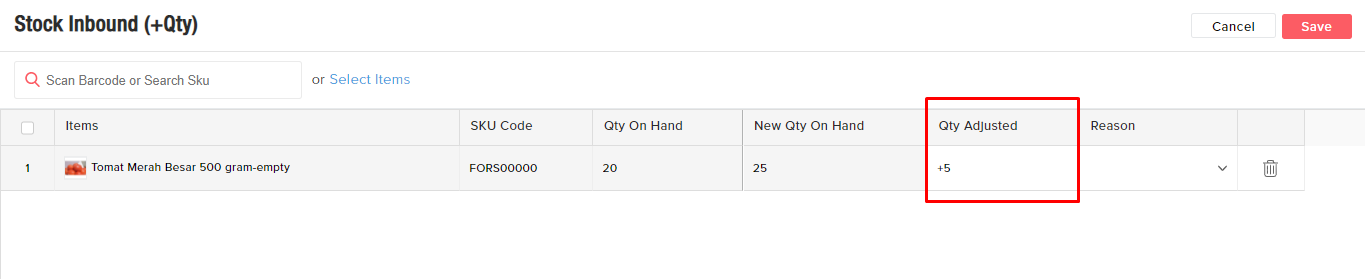 Stock Inbound (+Qty)
Cancel
Save
Scan Barcode or Search Sku
or Select Items
Items SKU Code Qty On Hand New Qty On Hand Qty Adjusted Reason
1 Tomat Merah Besar 500 gram-empty FORS00000 20 25 +5